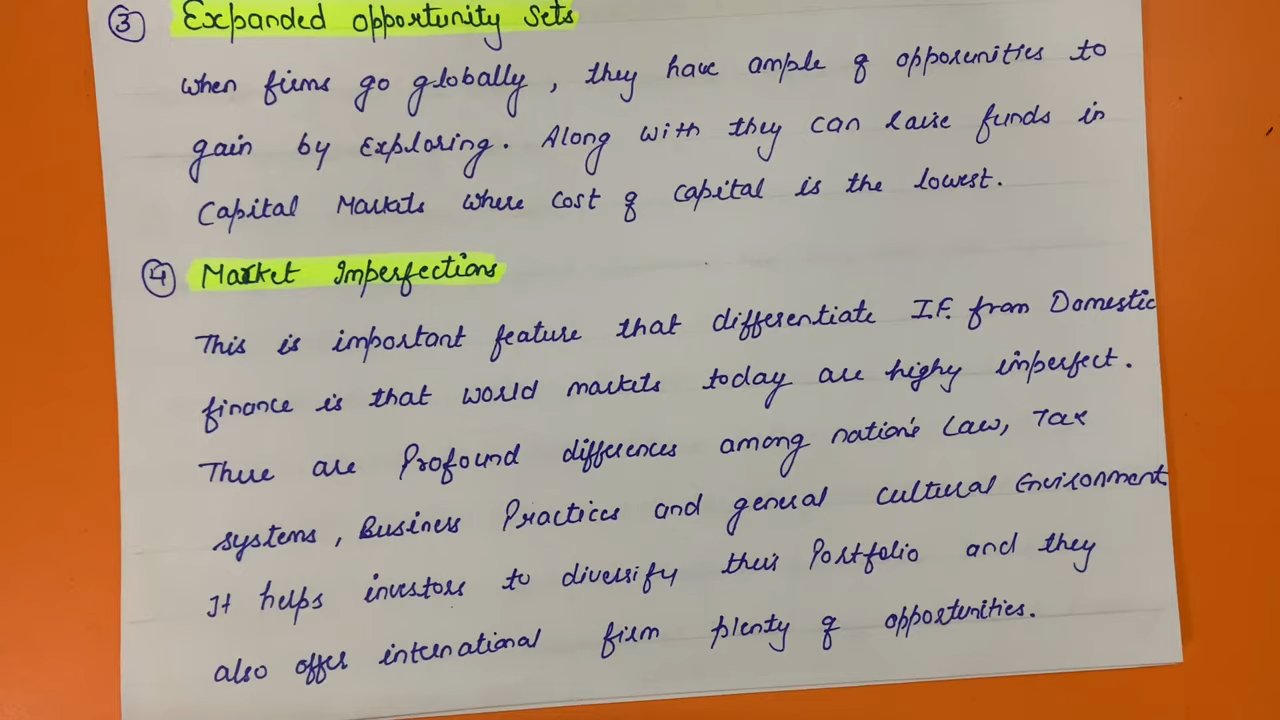 ③ Expanded opportunity Sets
When firms go globally, they have ample of opporunities to
gain by Exploring. Along with they can raise funds in
Capital Markets where cost of capital is the lowest.
④ Market Imperfections
This is important feature that differentiate I.F. from Domestic
finance is that world markets today are highy imperfect.
There are Profound differences among nation's Law, Tax
systems, Business Practices and general cultural Environment
It helps investors to diversify their Portfolio and they
also offer international firm plenty of opportunities.